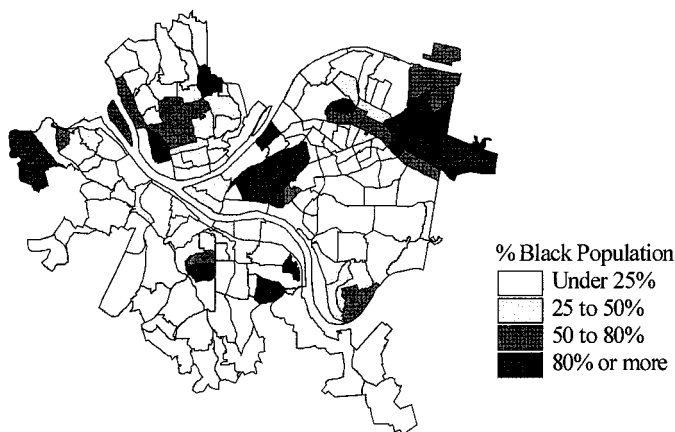 % Black Population
Under 25%
25 to 50%
50 to 80%
80% or more